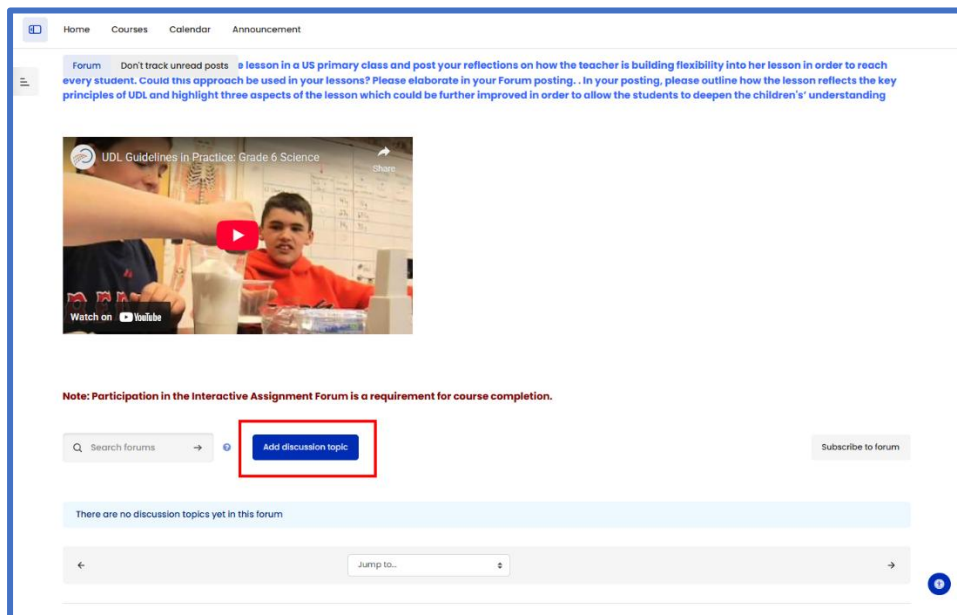 Home Courses Calendar Announcement
Forum Don't track unread posts e lesson in a US primary class and post your reflections on how the teacher is building flexibility into her lesson in order to reach
every student. Could this approach be used in your lessons? Please elaborate in your Forum posting. . In your posting, please outline how the lesson reflects the key
principles of UDL and highlight three aspects of the lesson which could be further improved in order to allow the students to deepen the children's' understanding
UDL Guidelines in Practice: Grade 6 Science
Share
Watch on YouTube
Note: Participation in the Interactive Assignment Forum is a requirement for course completion.
Search forums Add discussion topic Subscribe to forum
There are no discussion topics yet in this forum
Jump to...